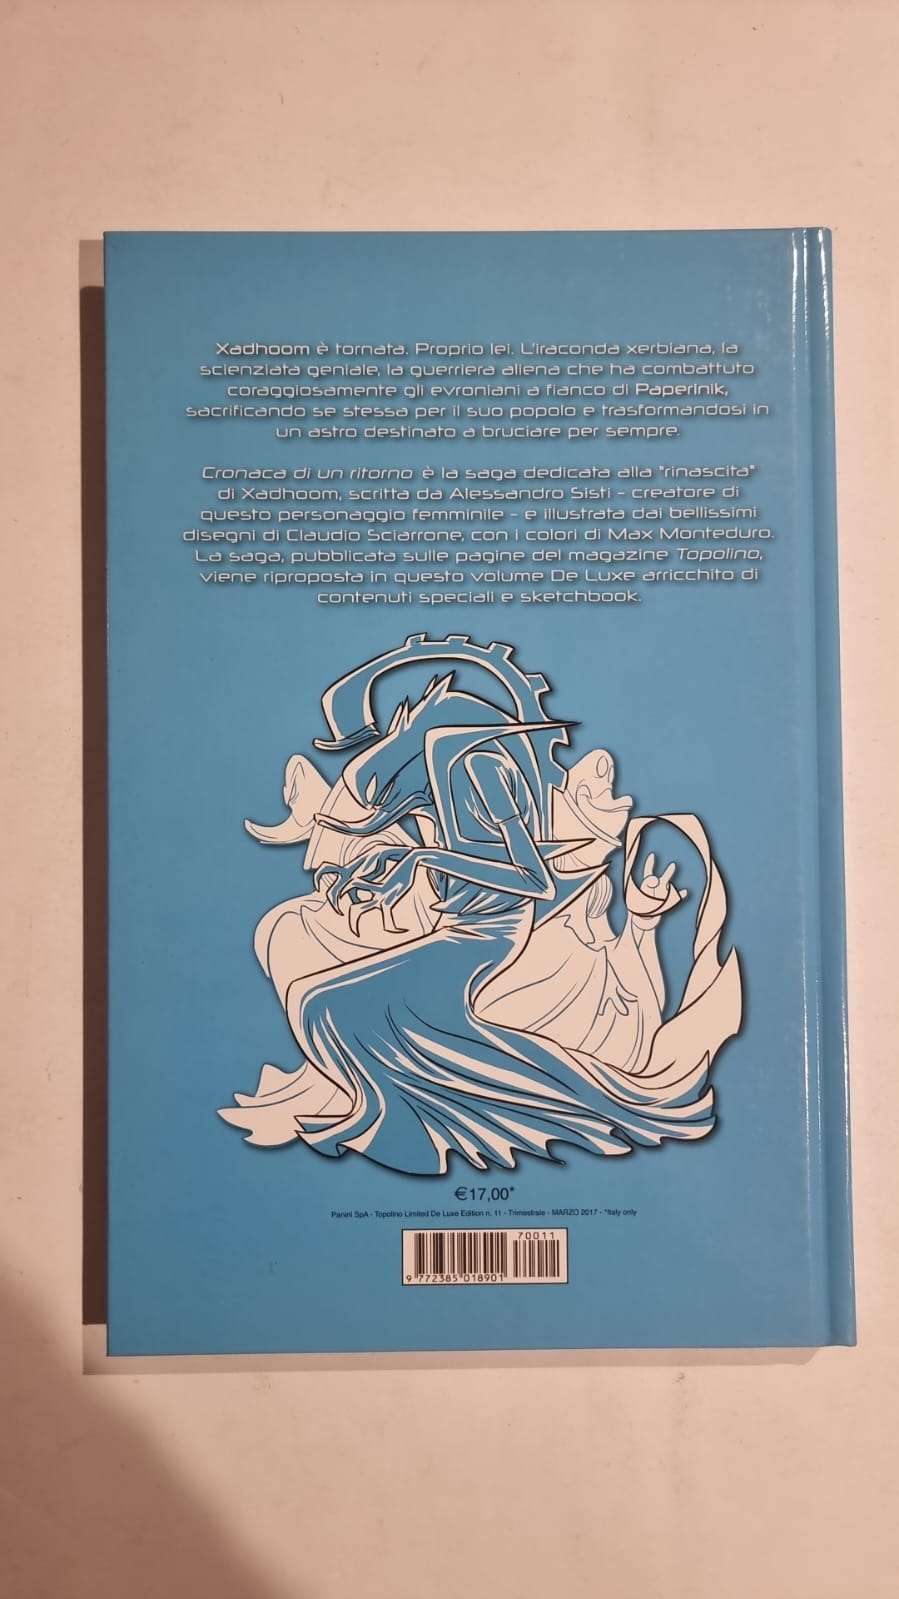 Xadhoom è tornata. Proprio lei. L'iraconda xerbiana, la
scienziata geniale, la guerriera aliena che ha combattuto
coraggiosamente gli evroniani a fianco di Paperinik,
sacrificando se stessa per il suo popolo e trasformandosi in
un astro destinato a bruciare per sempre.
Cronaca di un ritorno è la saga dedicata alla "rinascita"
di Xadhoom, scritta da Alessandro Sisti - creatore di
questo personaggio femminile - e illustrata dai bellissimi
disegni di Claudio Sciarrone, con i colori di Max Monteduro.
La saga, pubblicata sulle pagine del magazine Topolino,
viene riproposta in questo volume De Luxe arricchito di
contenuti speciali e sketchbook.
€17,00*
Panini SpA - Topolino Limited De Luxe Edition n. 11 - Trimestrale - MARZO 2017 - *Italy only
70011
9 772385 018901